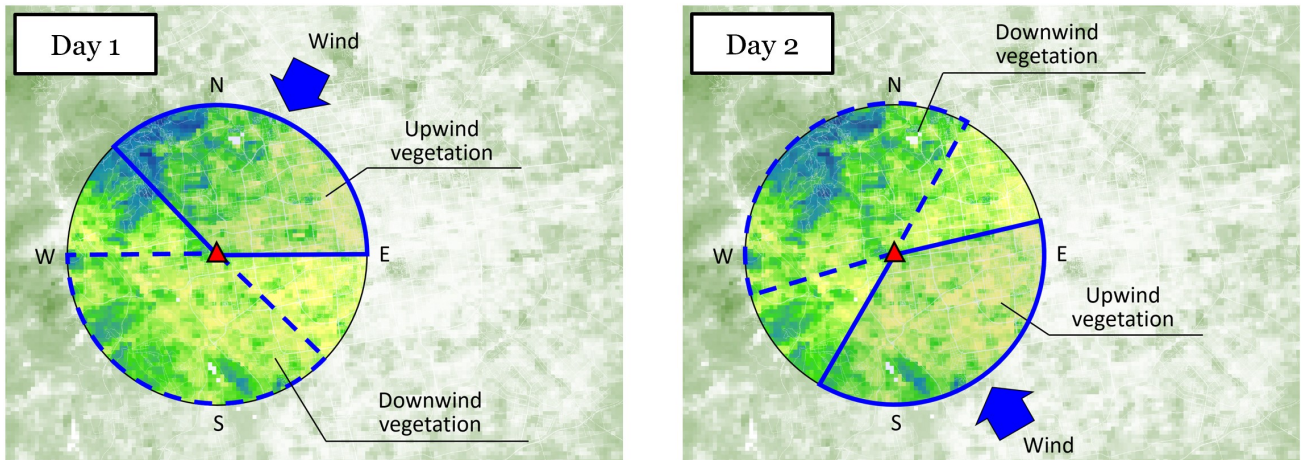 Day 1
Wind
N
Upwind
vegetation
W
E
Downwind
vegetation
S
Day 2
Downwind
vegetation
N
W
E
Upwind
vegetation
S
Wind